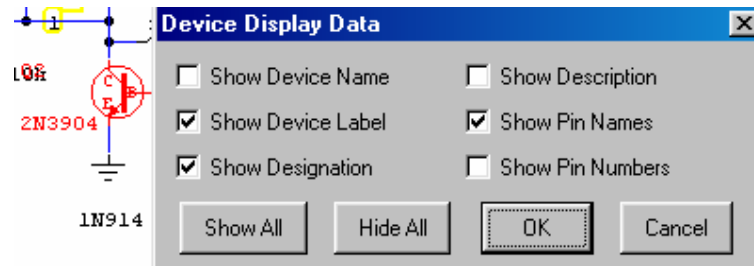 1
Device Display Data
Show Device Name
Show Description
C
B
E
2N3904
Show Device Label
Show Pin Names
Show Designation
Show Pin Numbers
1N914
Show All
Hide All
OK
Cancel